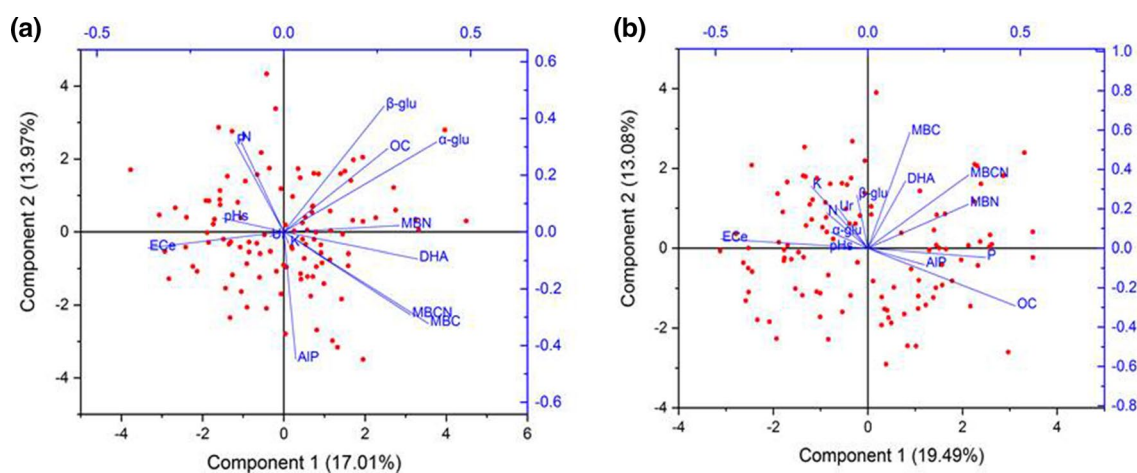 (a)
-0.5 0.0 0.5
0.6
4
β-glu
0.4
N
P
OC
α-glu
2
0.2
pHs
MBN
0
Ur
K
0.0
ECe
DHA
-2
0.2
MBCN
MBC
AlP
-0.4
-4
-0.6
-4 -2 0 2 4 6
Component 2 (13.97%)
Component 1 (17.01%)
(b)
-0.5 0.0 0.5
1.0
4
0.8
MBC
0.6
2
K
DHA
MBCN
0.4
β-glu
N
Ur
MBN
0.2
α-glu
ECe
pHs
0
AlP
P
0.0
0.2
OC
-2
-0.4
-0.6
-4
-0.8
-4 -2 0 2 4
Component 2 (13.08%)
Component 1 (19.49%)